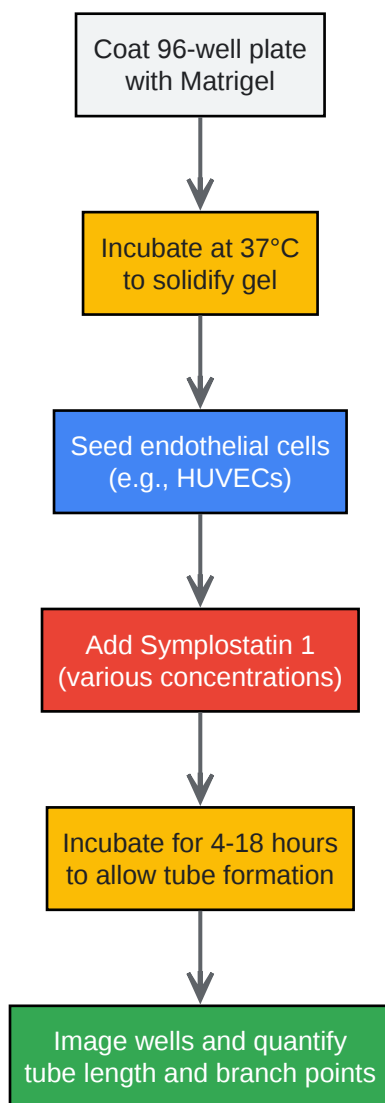 Coat 96-well plate
with Matrigel
Incubate at 37°C
to solidify gel
Seed endothelial cells
(e.g., HUVECs)
Add Symplostatin 1
(various concentrations)
Incubate for 4-18 hours
to allow tube formation
Image wells and quantify
tube length and branch points